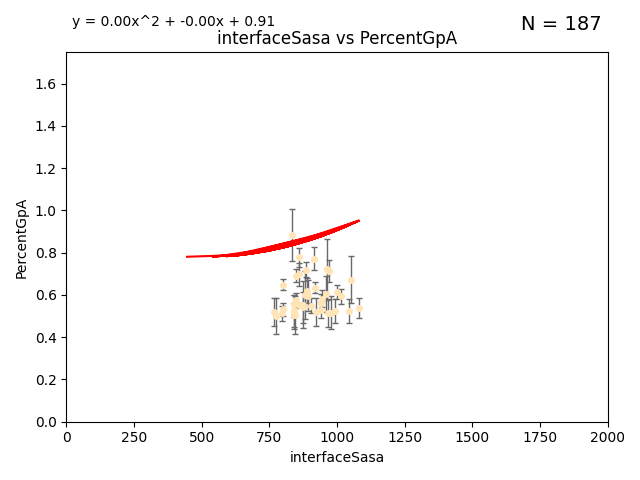 y = 0.00x^2 + -0.00x + 0.91
N = 187
interfaceSasa vs PercentGpA
PercentGpA
1.6
1.4
1.2
1.0
0.8
0.6
0.4
0.2
0.0
0 250 500 750 1000 1250 1500 1750 2000
interfaceSasa